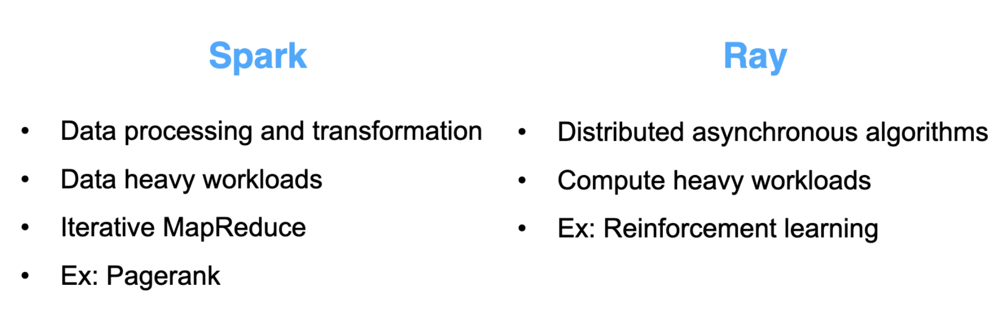 Spark
• Data processing and transformation
• Data heavy workloads
• Iterative MapReduce
• Ex: Pagerank
Ray
• Distributed asynchronous algorithms
• Compute heavy workloads
• Ex: Reinforcement learning